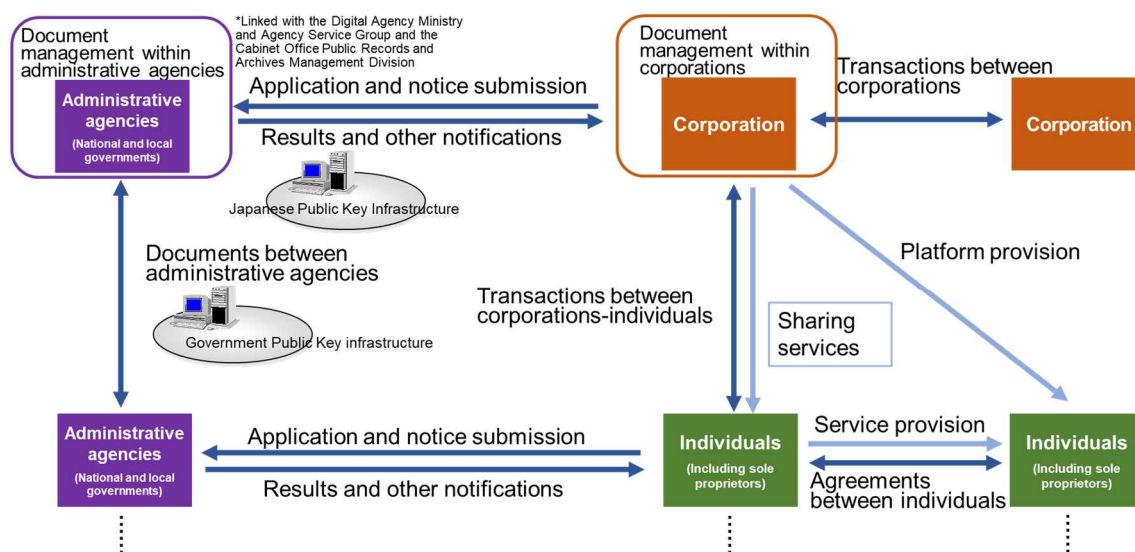 Document
management within
administrative agencies
*Linked with the Digital Agency Ministry
and Agency Service Group and the
Cabinet Office Public Records and
Archives Management Division
Document
management within
corporations
Administrative
agencies
(National and local
governments)
Application and notice submission
Results and other notifications
Corporation
Transactions between
corporations
Corporation
Japanese Public Key Infrastructure
Documents between
administrative agencies
Government Public Key infrastructure
Transactions between
corporations-individuals
Sharing
services
Platform provision
Administrative
agencies
(National and local
governments)
Application and notice submission
Results and other notifications
Individuals
(Including sole
proprietors)
Service provision
Agreements
between individuals
Individuals
(Including sole
proprietors)